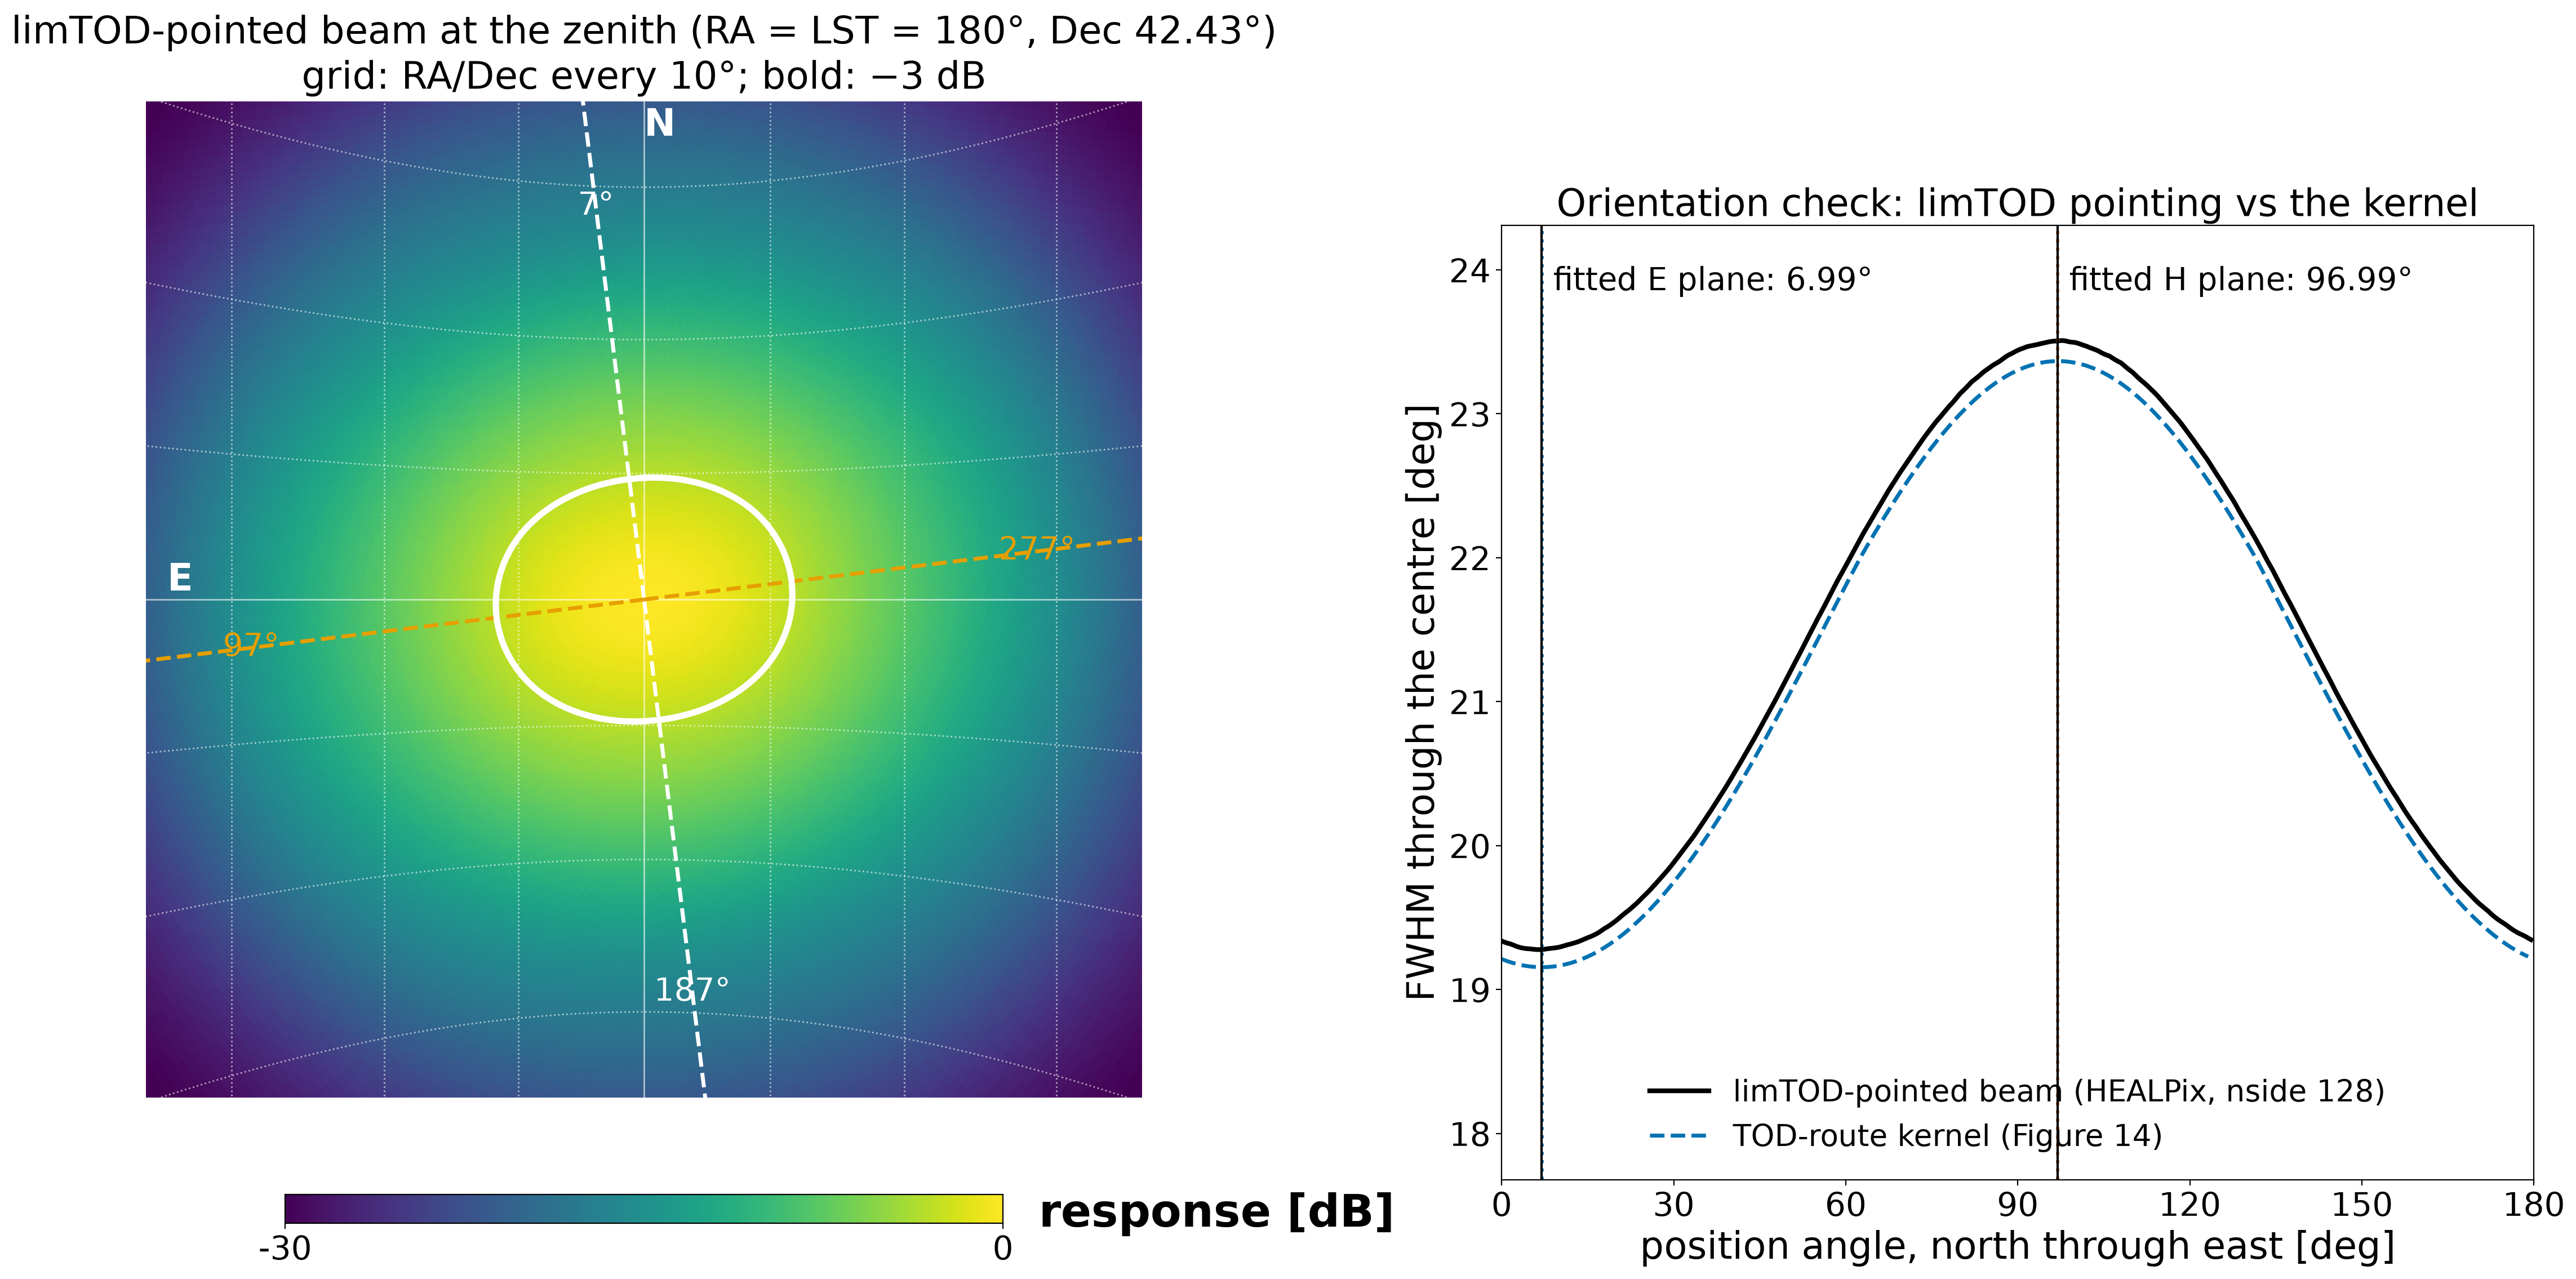 limTOD-pointed beam at the zenith (RA = LST = 180°, Dec 42.43°)
grid: RA/Dec every 10°; bold: −3 dB
N
7°
277°
E
97°
187°
-30
0
response [dB]
Orientation check: limTOD pointing vs the kernel
fitted E plane: 6.99°
fitted H plane: 96.99°
24
23
22
21
20
19
18
FWHM through the centre [deg]
limTOD-pointed beam (HEALPix, nside 128)
TOD-route kernel (Figure 14)
0
30
60
90
120
150
180
position angle, north through east [deg]